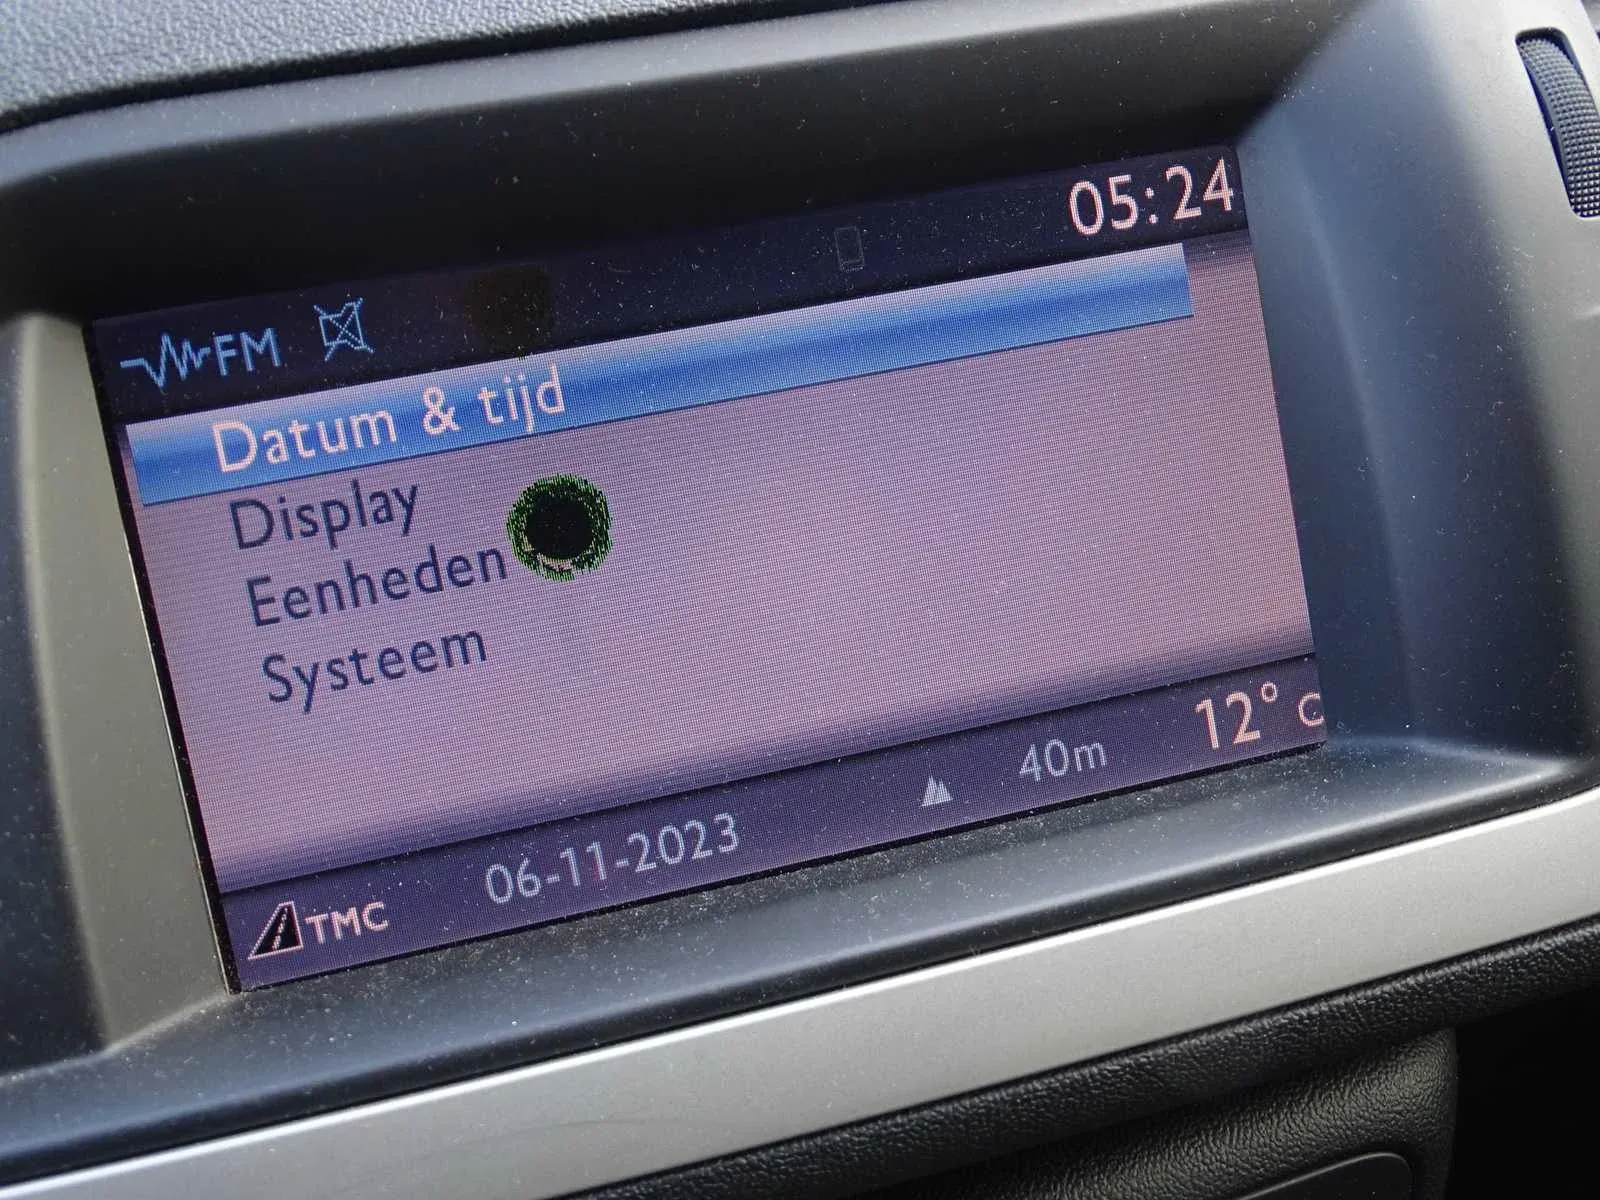 FM
05:24
Datum & tijd
Display
Eenheden
Systeem
TMC 06-11-2023 40m 12° C